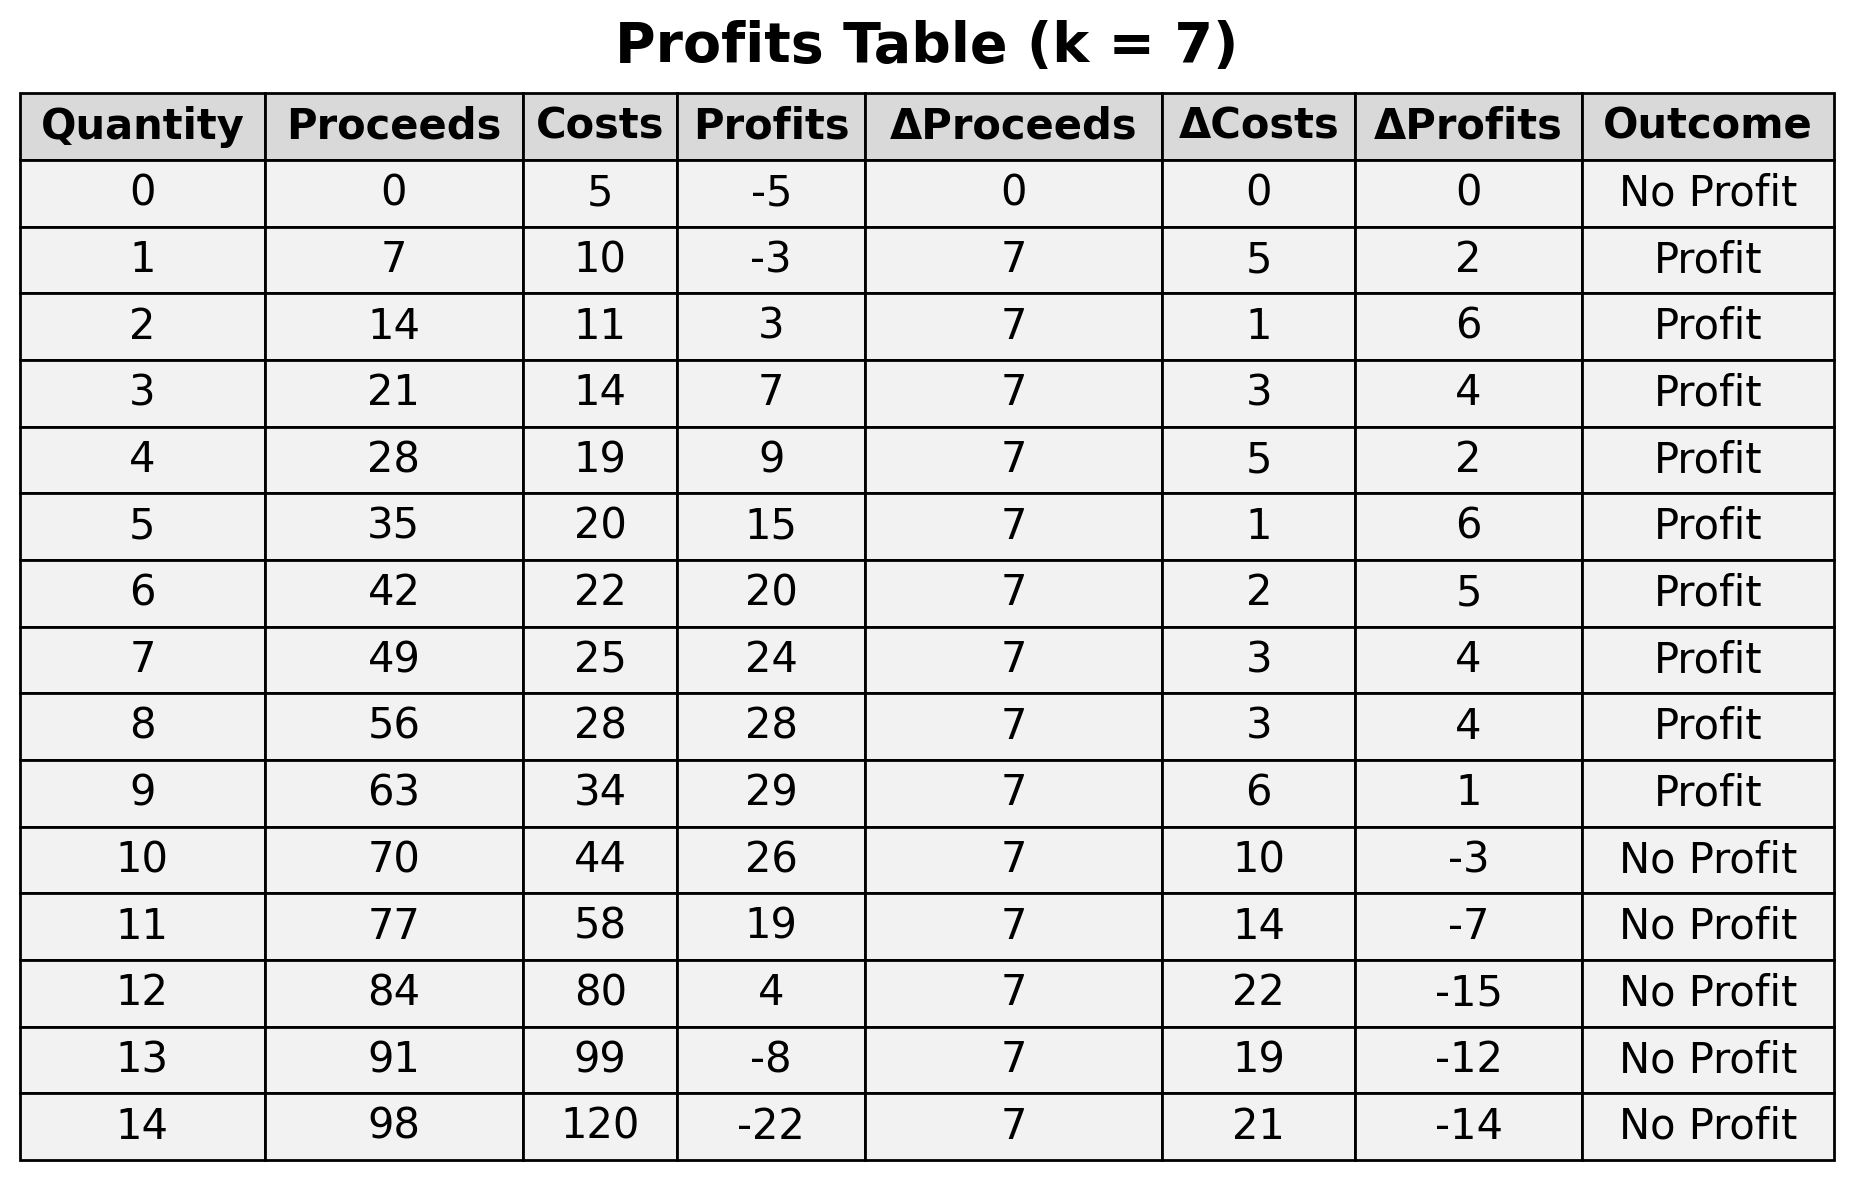 Profits Table (k = 7)
Quantity Proceeds Costs Profits ΔProceeds ΔCosts ΔProfits Outcome
0 0 5 -5 0 0 0 No Profit
1 7 10 -3 7 5 2 Profit
2 14 11 3 7 1 6 Profit
3 21 14 7 7 3 4 Profit
4 28 19 9 7 5 2 Profit
5 35 20 15 7 1 6 Profit
6 42 22 20 7 2 5 Profit
7 49 25 24 7 3 4 Profit
8 56 28 28 7 3 4 Profit
9 63 34 29 7 6 1 Profit
10 70 44 26 7 10 -3 No Profit
11 77 58 19 7 14 -7 No Profit
12 84 80 4 7 22 -15 No Profit
13 91 99 -8 7 19 -12 No Profit
14 98 120 -22 7 21 -14 No Profit